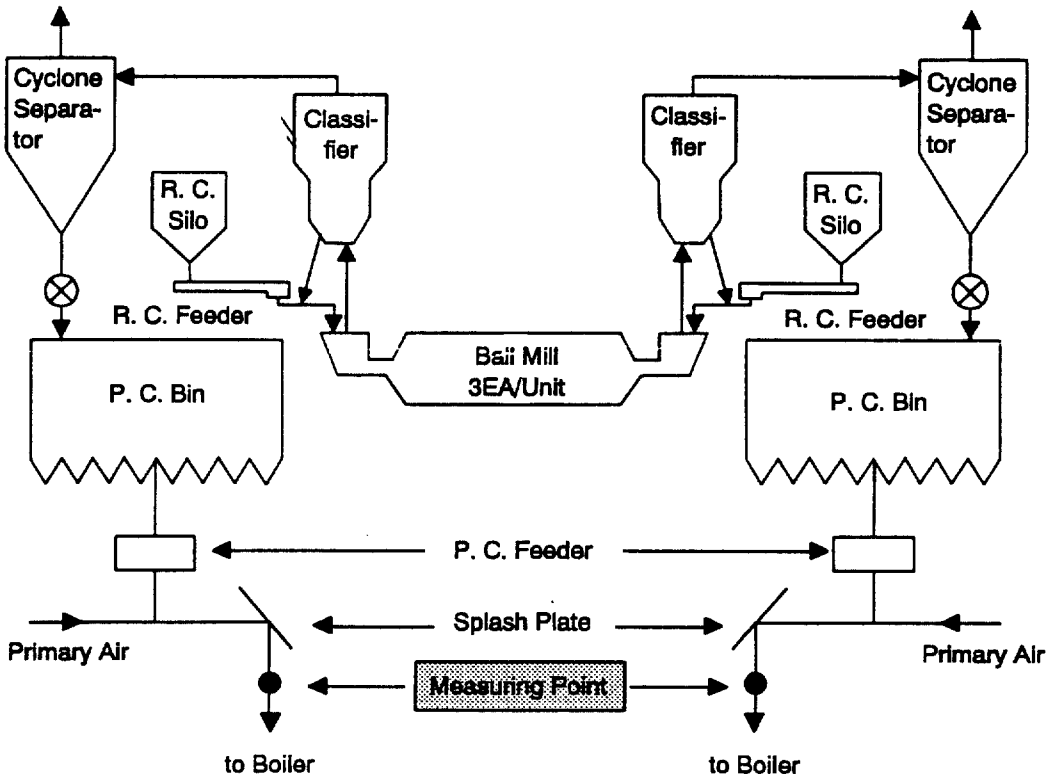 Cyclone
Separa-
tor
Classi-
fier
Classi-
fier
Cyclone
Separa-
tor
R. C.
Silo
R. C.
Silo
R. C. Feeder
R. C. Feeder
Ball Mill
3EA/Unit
P. C. Bin
P. C. Bin
P. C. Feeder
Splash Plate
Primary Air
Primary Air
Measuring Point
to Boiler
to Boiler